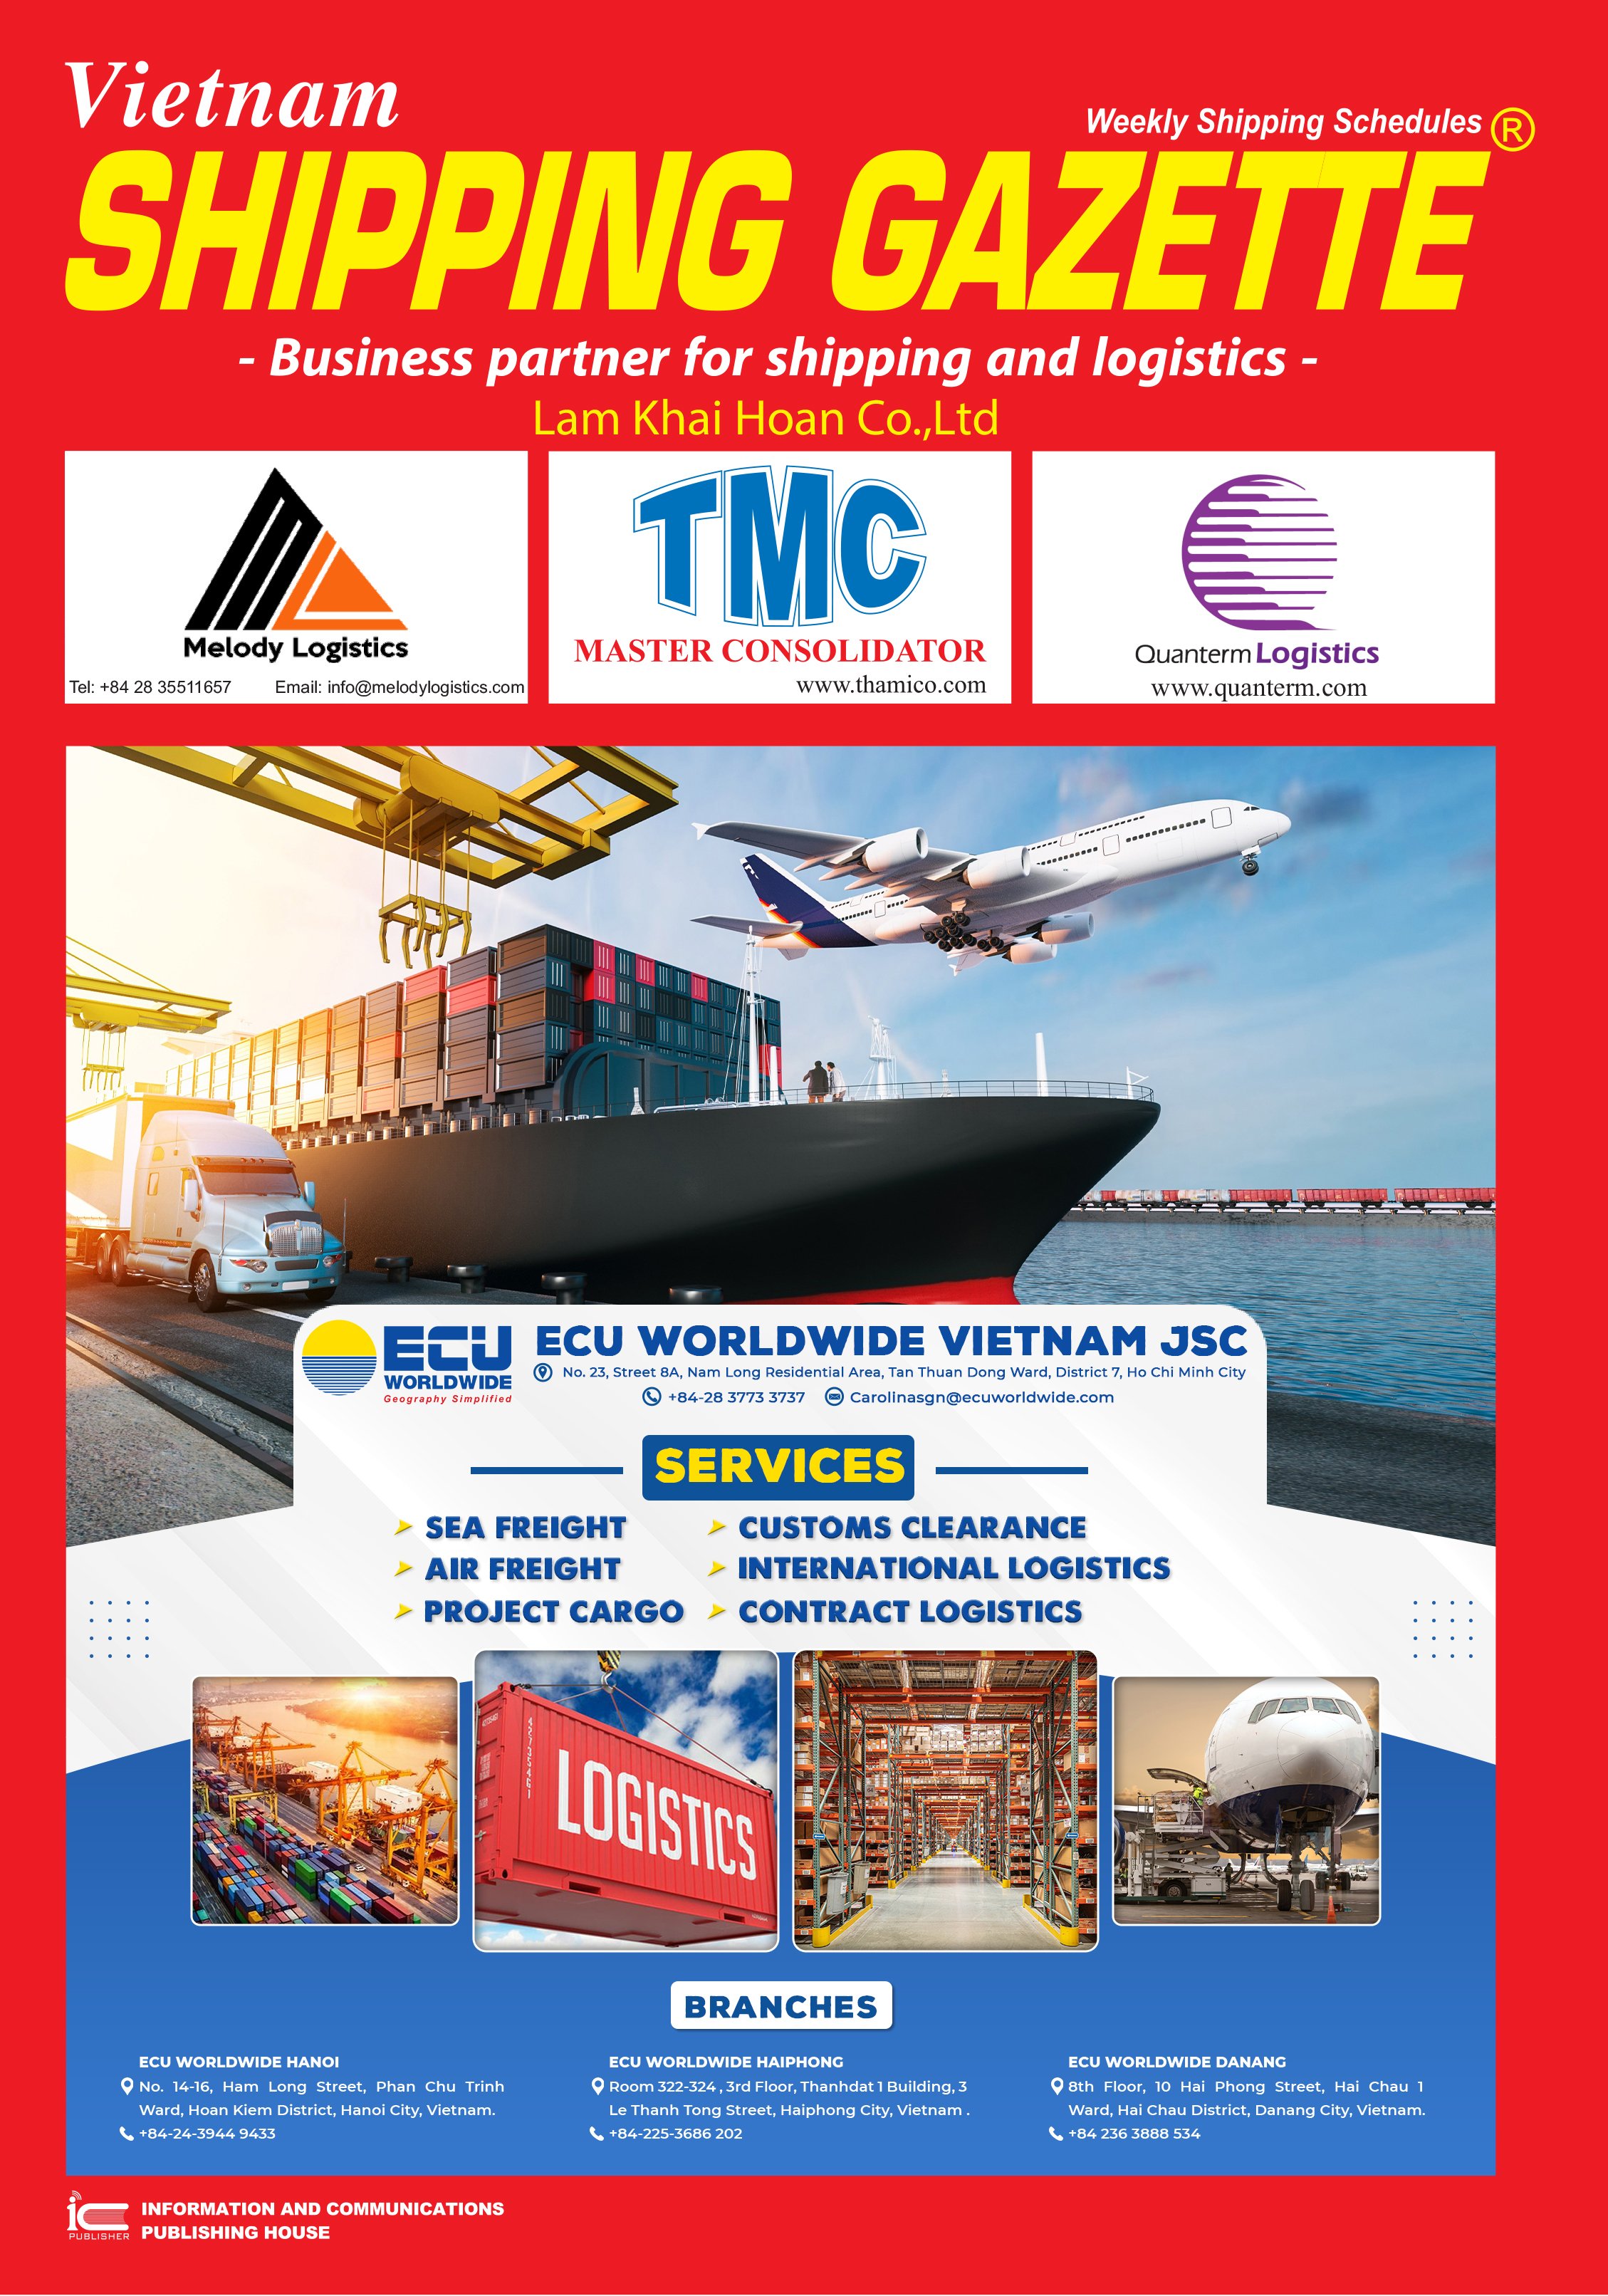 Vietnam
Weekly Shipping Schedules ®
SHIPPING GAZETTE
- Business partner for shipping and logistics -
Lam Khai Hoan Co.,Ltd
Melody Logistics
Tel: +84 28 35511657 Email: info@melodylogistics.com
TMC
MASTER CONSOLIDATOR
www.thamico.com
Quanterm Logistics
www.quanterm.com
ECU
WORLDWIDE
Geography Simplified
ECU WORLDWIDE VIETNAM JSC
No. 23, Street 8A, Nam Long Residential Area, Tan Thuan Dong Ward, District 7, Ho Chi Minh City
+84-28 3773 3737 Carolinasgn@ecuworldwide.com
SERVICES
SEA FREIGHT
AIR FREIGHT
PROJECT CARGO
CUSTOMS CLEARANCE
INTERNATIONAL LOGISTICS
CONTRACT LOGISTICS
LOGISTICS
BRANCHES
ECU WORLDWIDE HANOI
No. 14-16, Ham Long Street, Phan Chu Trinh
Ward, Hoan Kiem District, Hanoi City, Vietnam.
+84-24-3944 9433
ECU WORLDWIDE HAIPHONG
Room 322-324 , 3rd Floor, Thanhdat 1 Building, 3
Le Thanh Tong Street, Haiphong City, Vietnam .
+84-225-3686 202
ECU WORLDWIDE DANANG
8th Floor, 10 Hai Phong Street, Hai Chau 1
Ward, Hai Chau District, Danang City, Vietnam.
+84 236 3888 534
ic
PUBLISHER
INFORMATION AND COMMUNICATIONS
PUBLISHING HOUSE